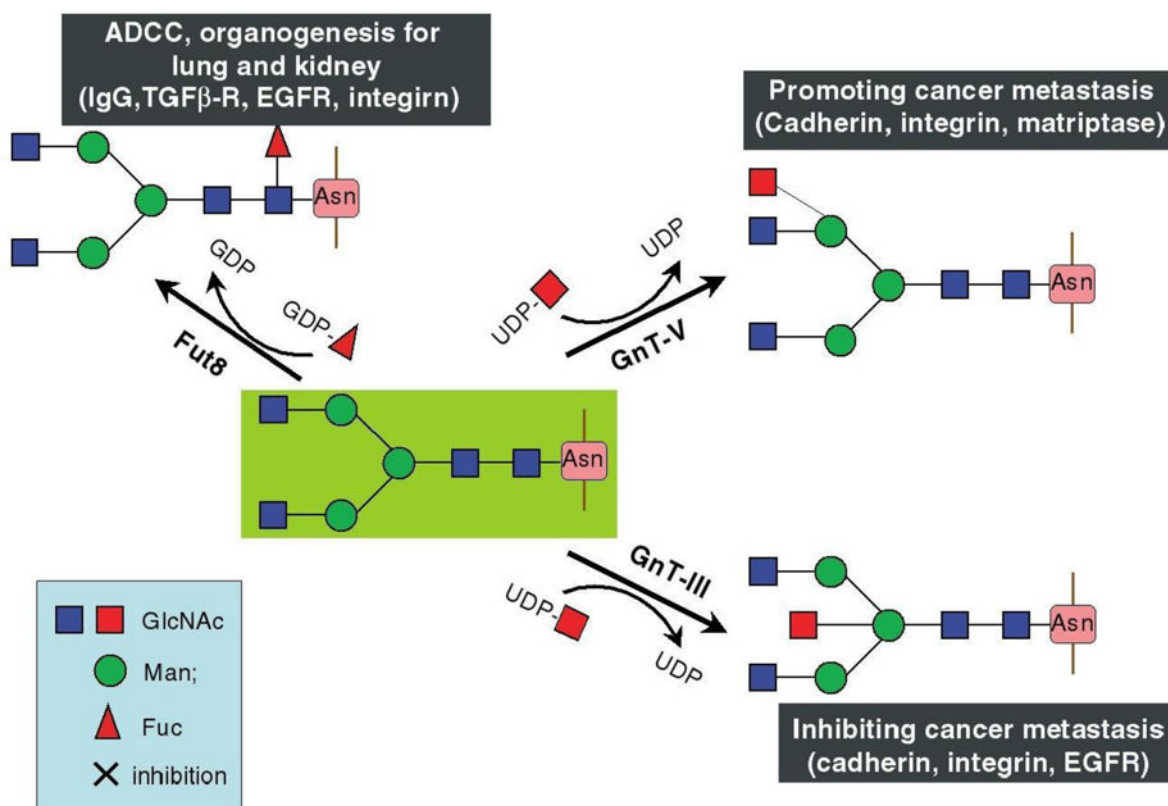 ADCC, organogenesis for
lung and kidney
(IgG,TGFβ-R, EGFR, integirn)
Asn
GDP
GDP-
Fut8
Promoting cancer metastasis
(Cadherin, integrin, matriptase)
Asn
UDP-
UDP
GnT-V
Asn
GnT-III
UDP-
UDP
Asn
Inhibiting cancer metastasis
(cadherin, integrin, EGFR)
GlcNAc
Man;
Fuc
inhibition